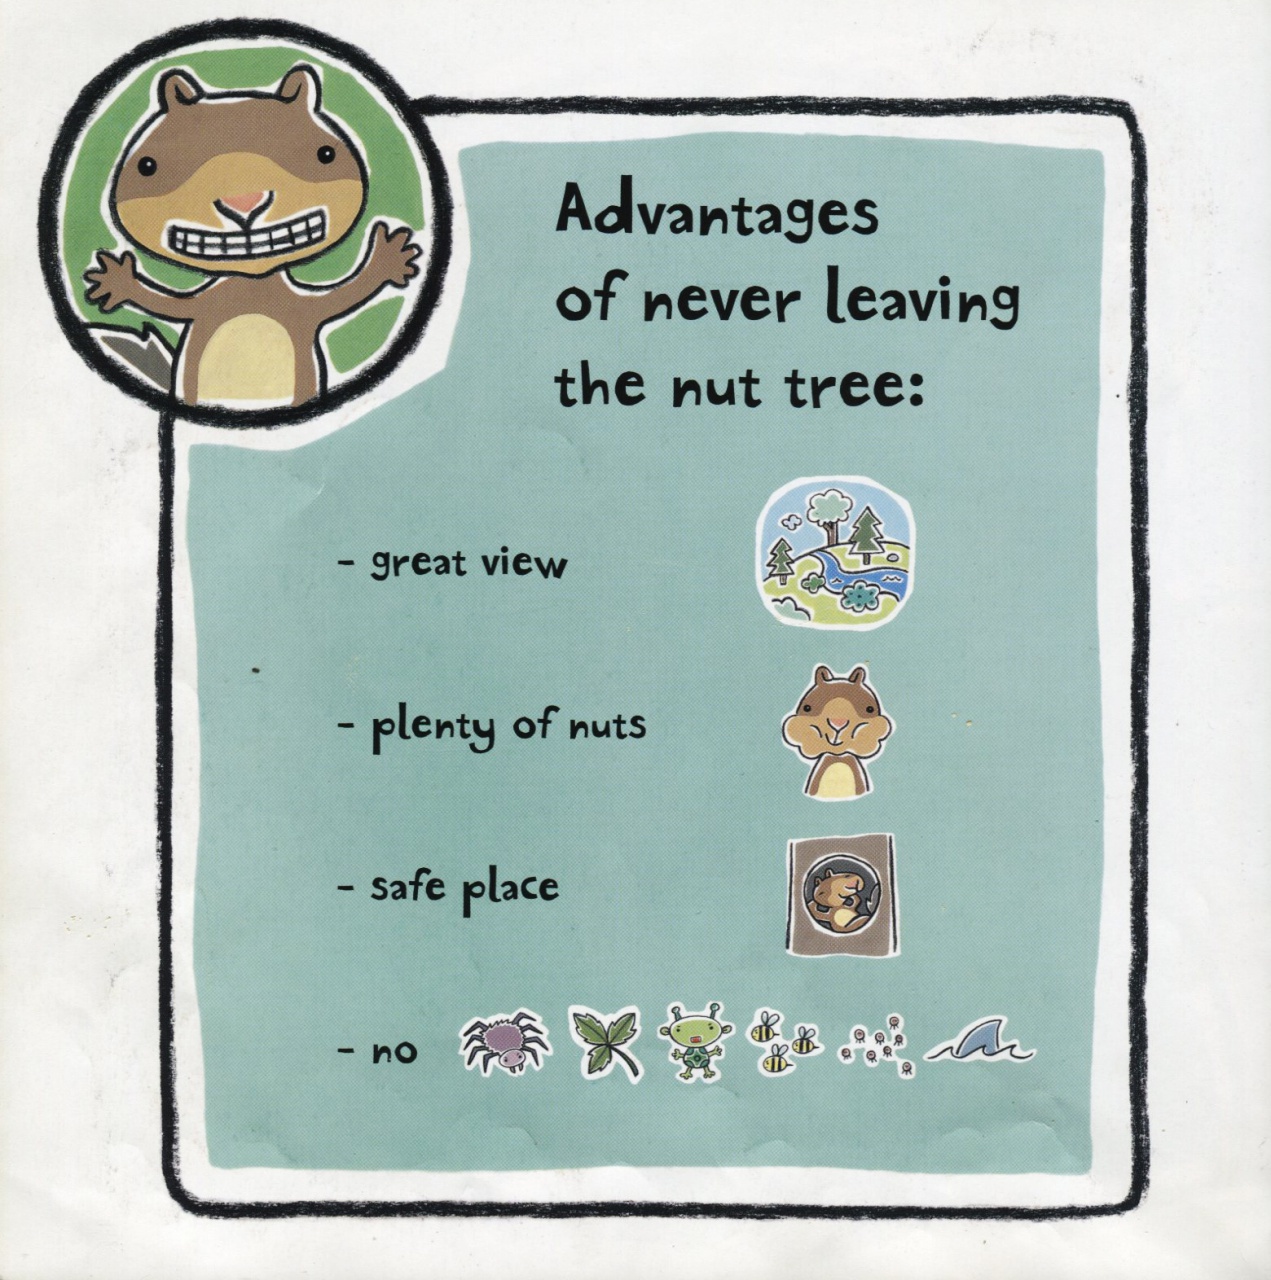 Advantages
of never leaving
the nut tree:
- great view
- plenty of nuts
- safe place
- no